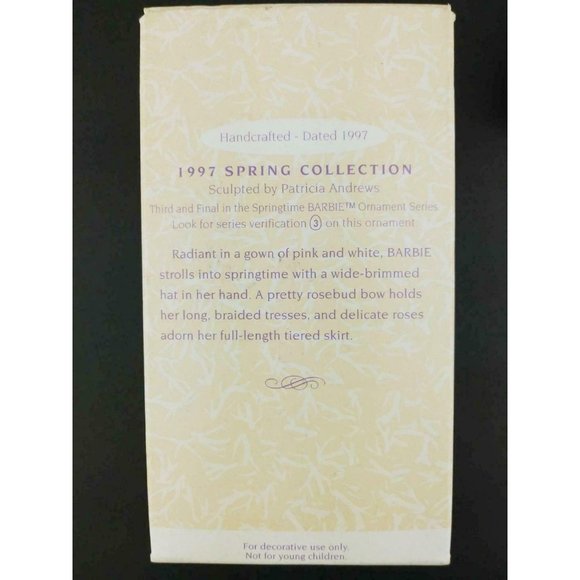 Handcrafted - Dated 1997
1997 SPRING COLLECTION
Sculpted by Patricia Andrews
Third and Final in the Springtime BARBIE™ Ornament Series
Look for series verification ③ on this ornament.
Radiant in a gown of pink and white, BARBIE
strolls into springtime with a wide-brimmed
hat in her hand. A pretty rosebud bow holds
her long, braided tresses, and delicate roses
adorn her full-length tiered skirt.
For decorative use only.
Not for young children.